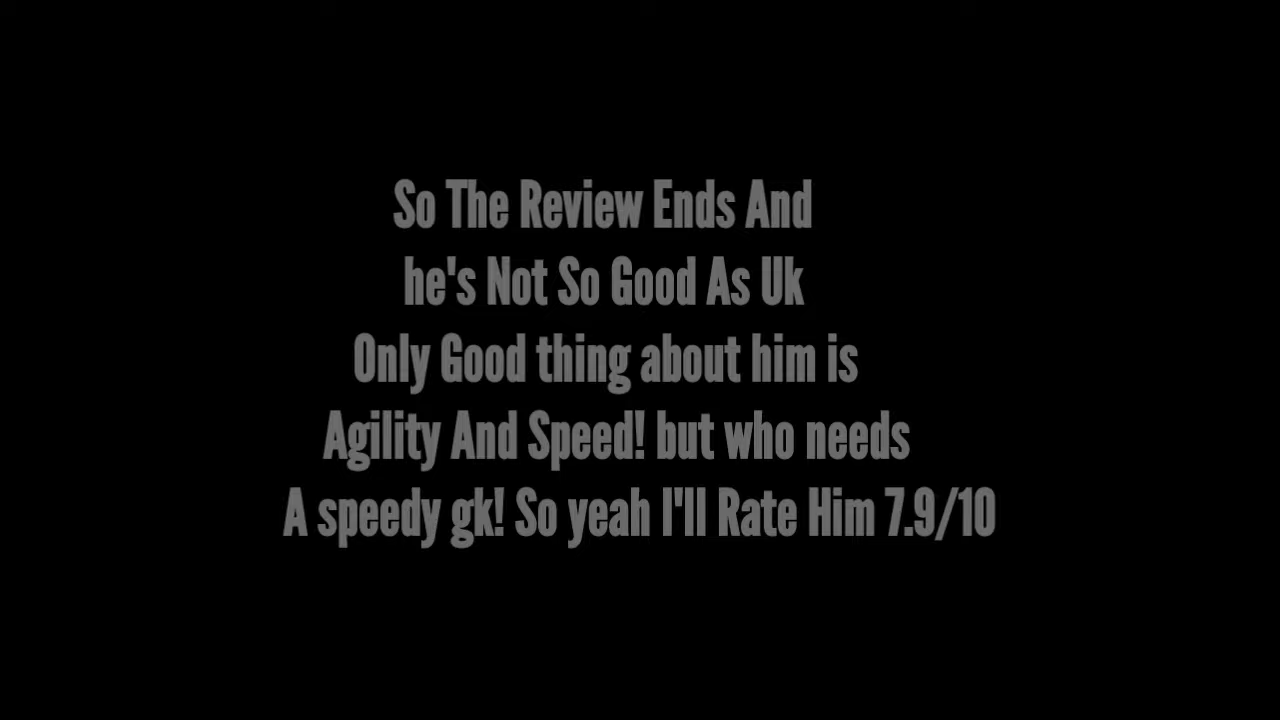 So The Review Ends And
he's Not So Good As Uk
Only Good thing about him is
Agility And Speed! but who needs
A speedy gk! So yeah I'll Rate Him 7.9/10